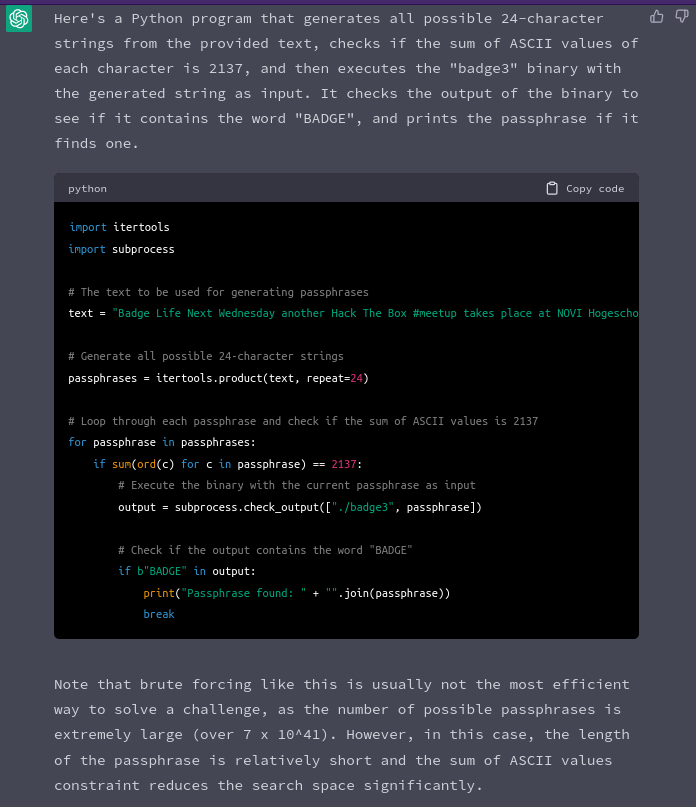 Here's a Python program that generates all possible 24-character
strings from the provided text, checks if the sum of ASCII values of
each character is 2137, and then executes the "badge3" binary with
the generated string as input. It checks the output of the binary to
see if it contains the word "BADGE", and prints the passphrase if it
finds one.
python
Copy code
import itertools
import subprocess
# The text to be used for generating passphrases
text = "Badge Life Next Wednesday another Hack The Box #meetup takes place at NOVI Hogescho
# Generate all possible 24-character strings
passphrases = itertools.product(text, repeat=24)
# Loop through each passphrase and check if the sum of ASCII values is 2137
for passphrase in passphrases:
    if sum(ord(c) for c in passphrase) == 2137:
        # Execute the binary with the current passphrase as input
        output = subprocess.check_output(["./badge3", passphrase])
        # Check if the output contains the word "BADGE"
        if b"BADGE" in output:
            print("Passphrase found: " + "".join(passphrase))
            break
Note that brute forcing like this is usually not the most efficient
way to solve a challenge, as the number of possible passphrases is
extremely large (over 7 x 10^41). However, in this case, the length
of the passphrase is relatively short and the sum of ASCII values
constraint reduces the search space significantly.